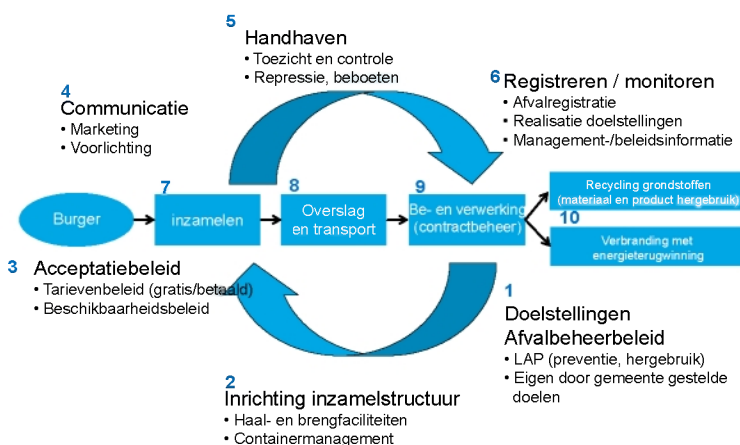 5
Handhaven
• Toezicht en controle
• Repressie, beboeten
4
Communicatie
• Marketing
• Voorlichting
6 Registreren / monitoren
• Afvalregistratie
• Realisatie doelstellingen
• Management-/beleidsinformatie
Burger
7
inzamelen
8
Overslag
en transport
9
Be- en verwerking
(contractbeheer)
Recycling grondstoffen
(materiaal en product hergebruik)
10
Verbranding met
energieterugwinning
3 Acceptatiebeleid
• Tarievenbeleid (gratis/betaald)
• Beschikbaarheidsbeleid
1
Doelstellingen
Afvalbeheerbeleid
• LAP (preventie, hergebruik)
• Eigen door gemeente gestelde
doelen
2
Inrichting inzamelstructuur
• Haal- en brengfaciliteiten
• Containermanagement